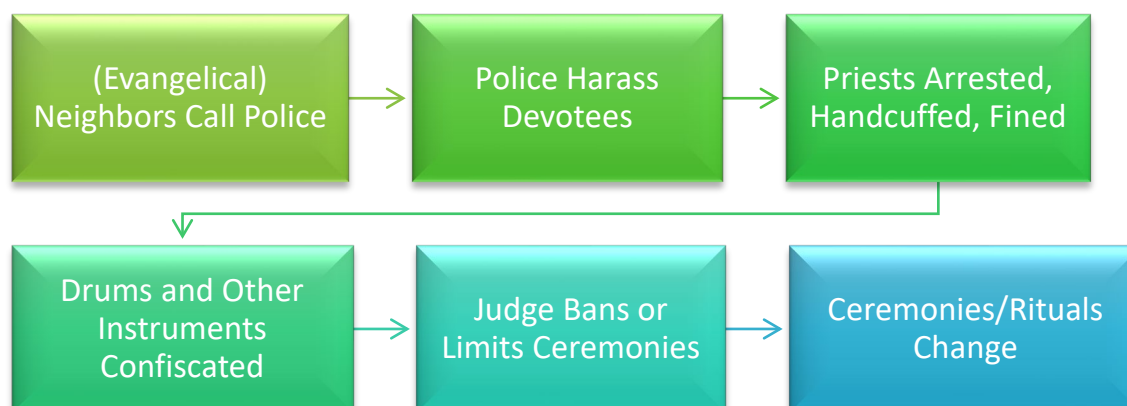 (Evangelical)
Neighbors Call Police
Police Harass
Devotees
Priests Arrested,
Handcuffed, Fined
Drums and Other
Instruments
Confiscated
Judge Bans or
Limits Ceremonies
Ceremonies/Rituals
Change